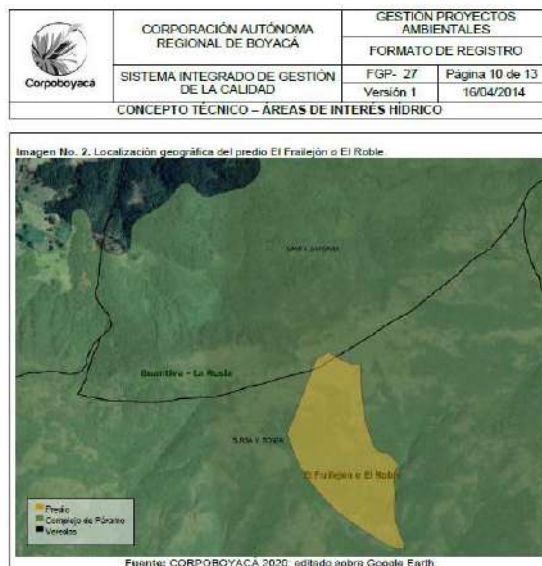 Corpoboyacá
CORPORACIÓN AUTÓNOMA
REGIONAL DE BOYACÁ
SISTEMA INTEGRADO DE GESTIÓN
DE LA CALIDAD
GESTIÓN PROYECTOS
AMBIENTALES
FORMATO DE REGISTRO
FGP- 27
Página 10 de 13
Versión 1
16/04/2014
CONCEPTO TÉCNICO – ÁREAS DE INTERÉS HÍDRICO
Imagen No. 2. Localización geográfica del predio El Frailejón o El Roble
Guantiva - La Rusia
El Frailejón o El Roble
Predio
Complejo de Páramo
Veredas
Fuente: CORPOBOYACÁ 2020; editado sobre Google Earth.